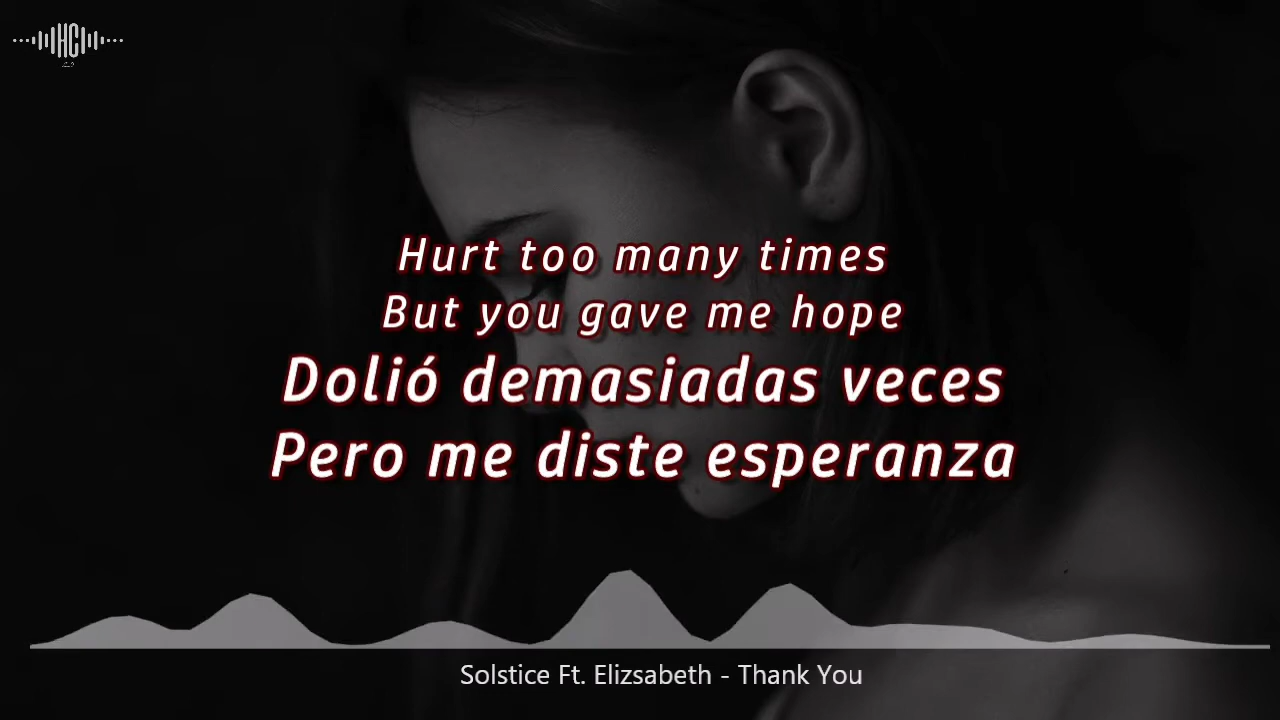 HC
Hurt too many times
But you gave me hope
Dolió demasiadas veces
Pero me diste esperanza
Solstice Ft. Elizsabeth - Thank You